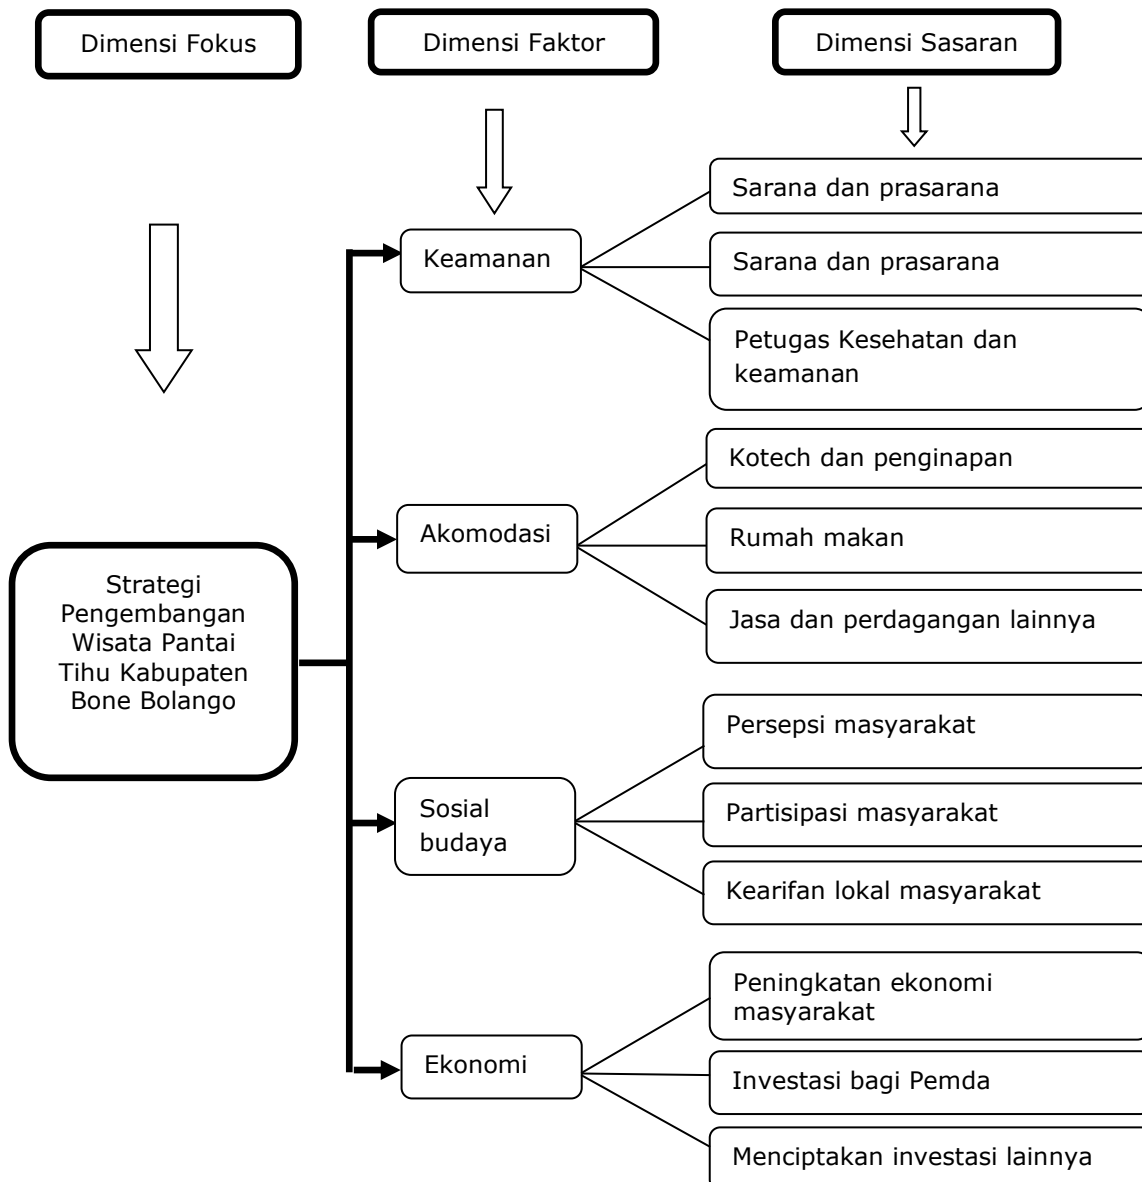 Dimensi Fokus
Dimensi Faktor
Dimensi Sasaran
Strategi
Pengembangan
Wisata Pantai
Tihu Kabupaten
Bone Bolango
Keamanan
Sarana dan prasarana
Sarana dan prasarana
Petugas Kesehatan dan
keamanan
Akomodasi
Kotech dan penginapan
Rumah makan
Jasa dan perdagangan lainnya
Sosial
budaya
Persepsi masyarakat
Partisipasi masyarakat
Kearifan lokal masyarakat
Ekonomi
Peningkatan ekonomi
masyarakat
Investasi bagi Pemda
Menciptakan investasi lainnya